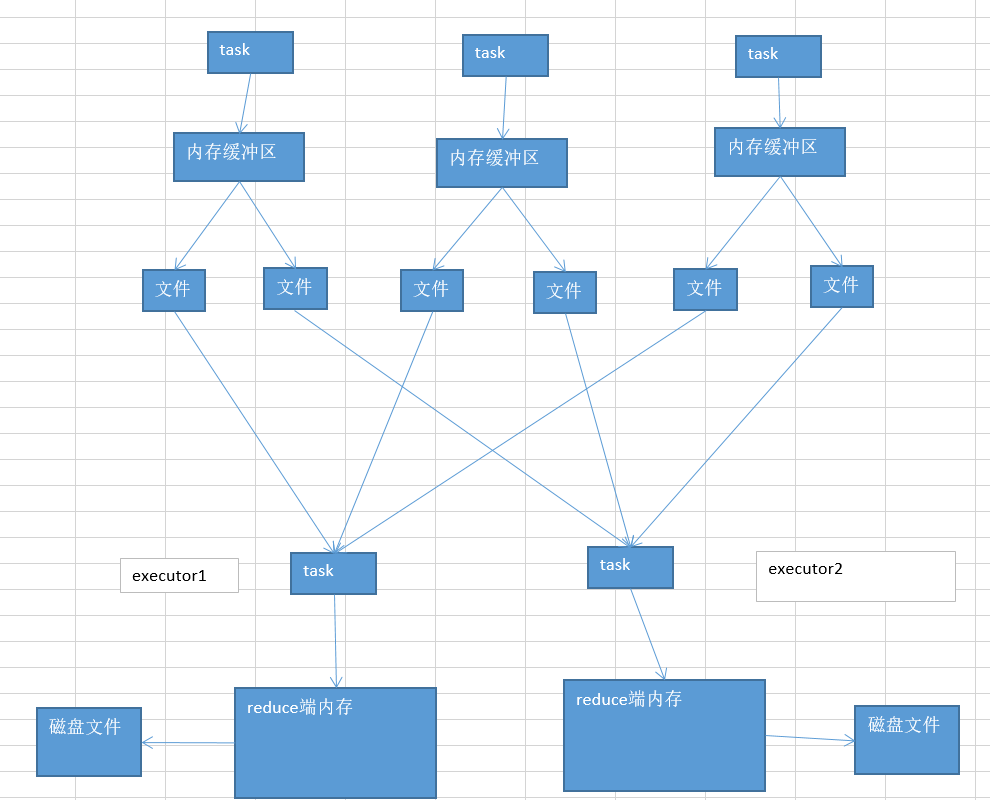 task
task
task
内存缓冲区
内存缓冲区
内存缓冲区
文件
文件
文件
文件
文件
文件
executor1
task
task
executor2
磁盘文件
reduce端内存
reduce端内存
磁盘文件